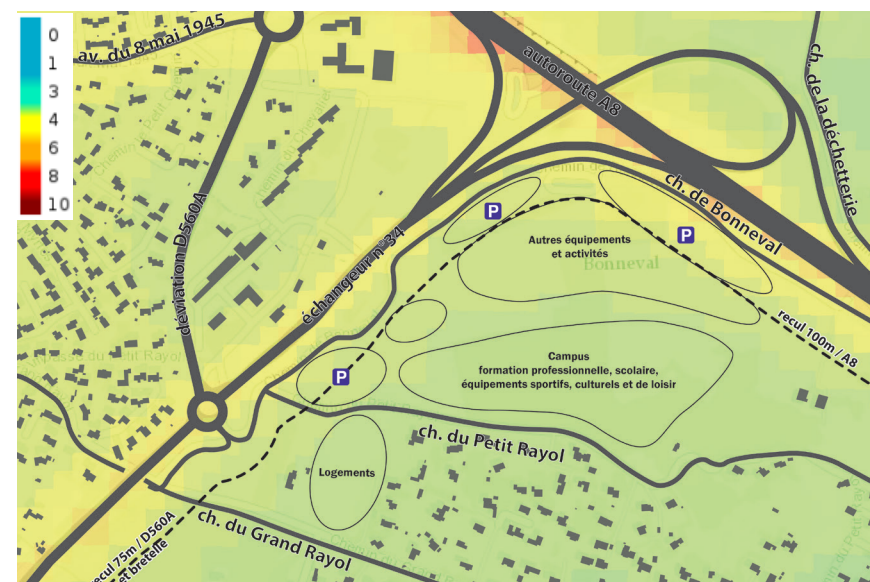 0
1
3
4
6
8
10
av. du 8 mai 1945
autoroute A8
ch. de la déchetterie
déviation D560A
échangeur n°34
ch. de Bonneval
P
P
Autres équipements
et activités
Bonneval
recul 100m / A8
Campus
formation professionnelle, scolaire,
équipements sportifs, culturels et de loisir
P
ch. du Petit Rayol
Logements
ch. du Grand Rayol
recul 75m / D560A
et bretelle